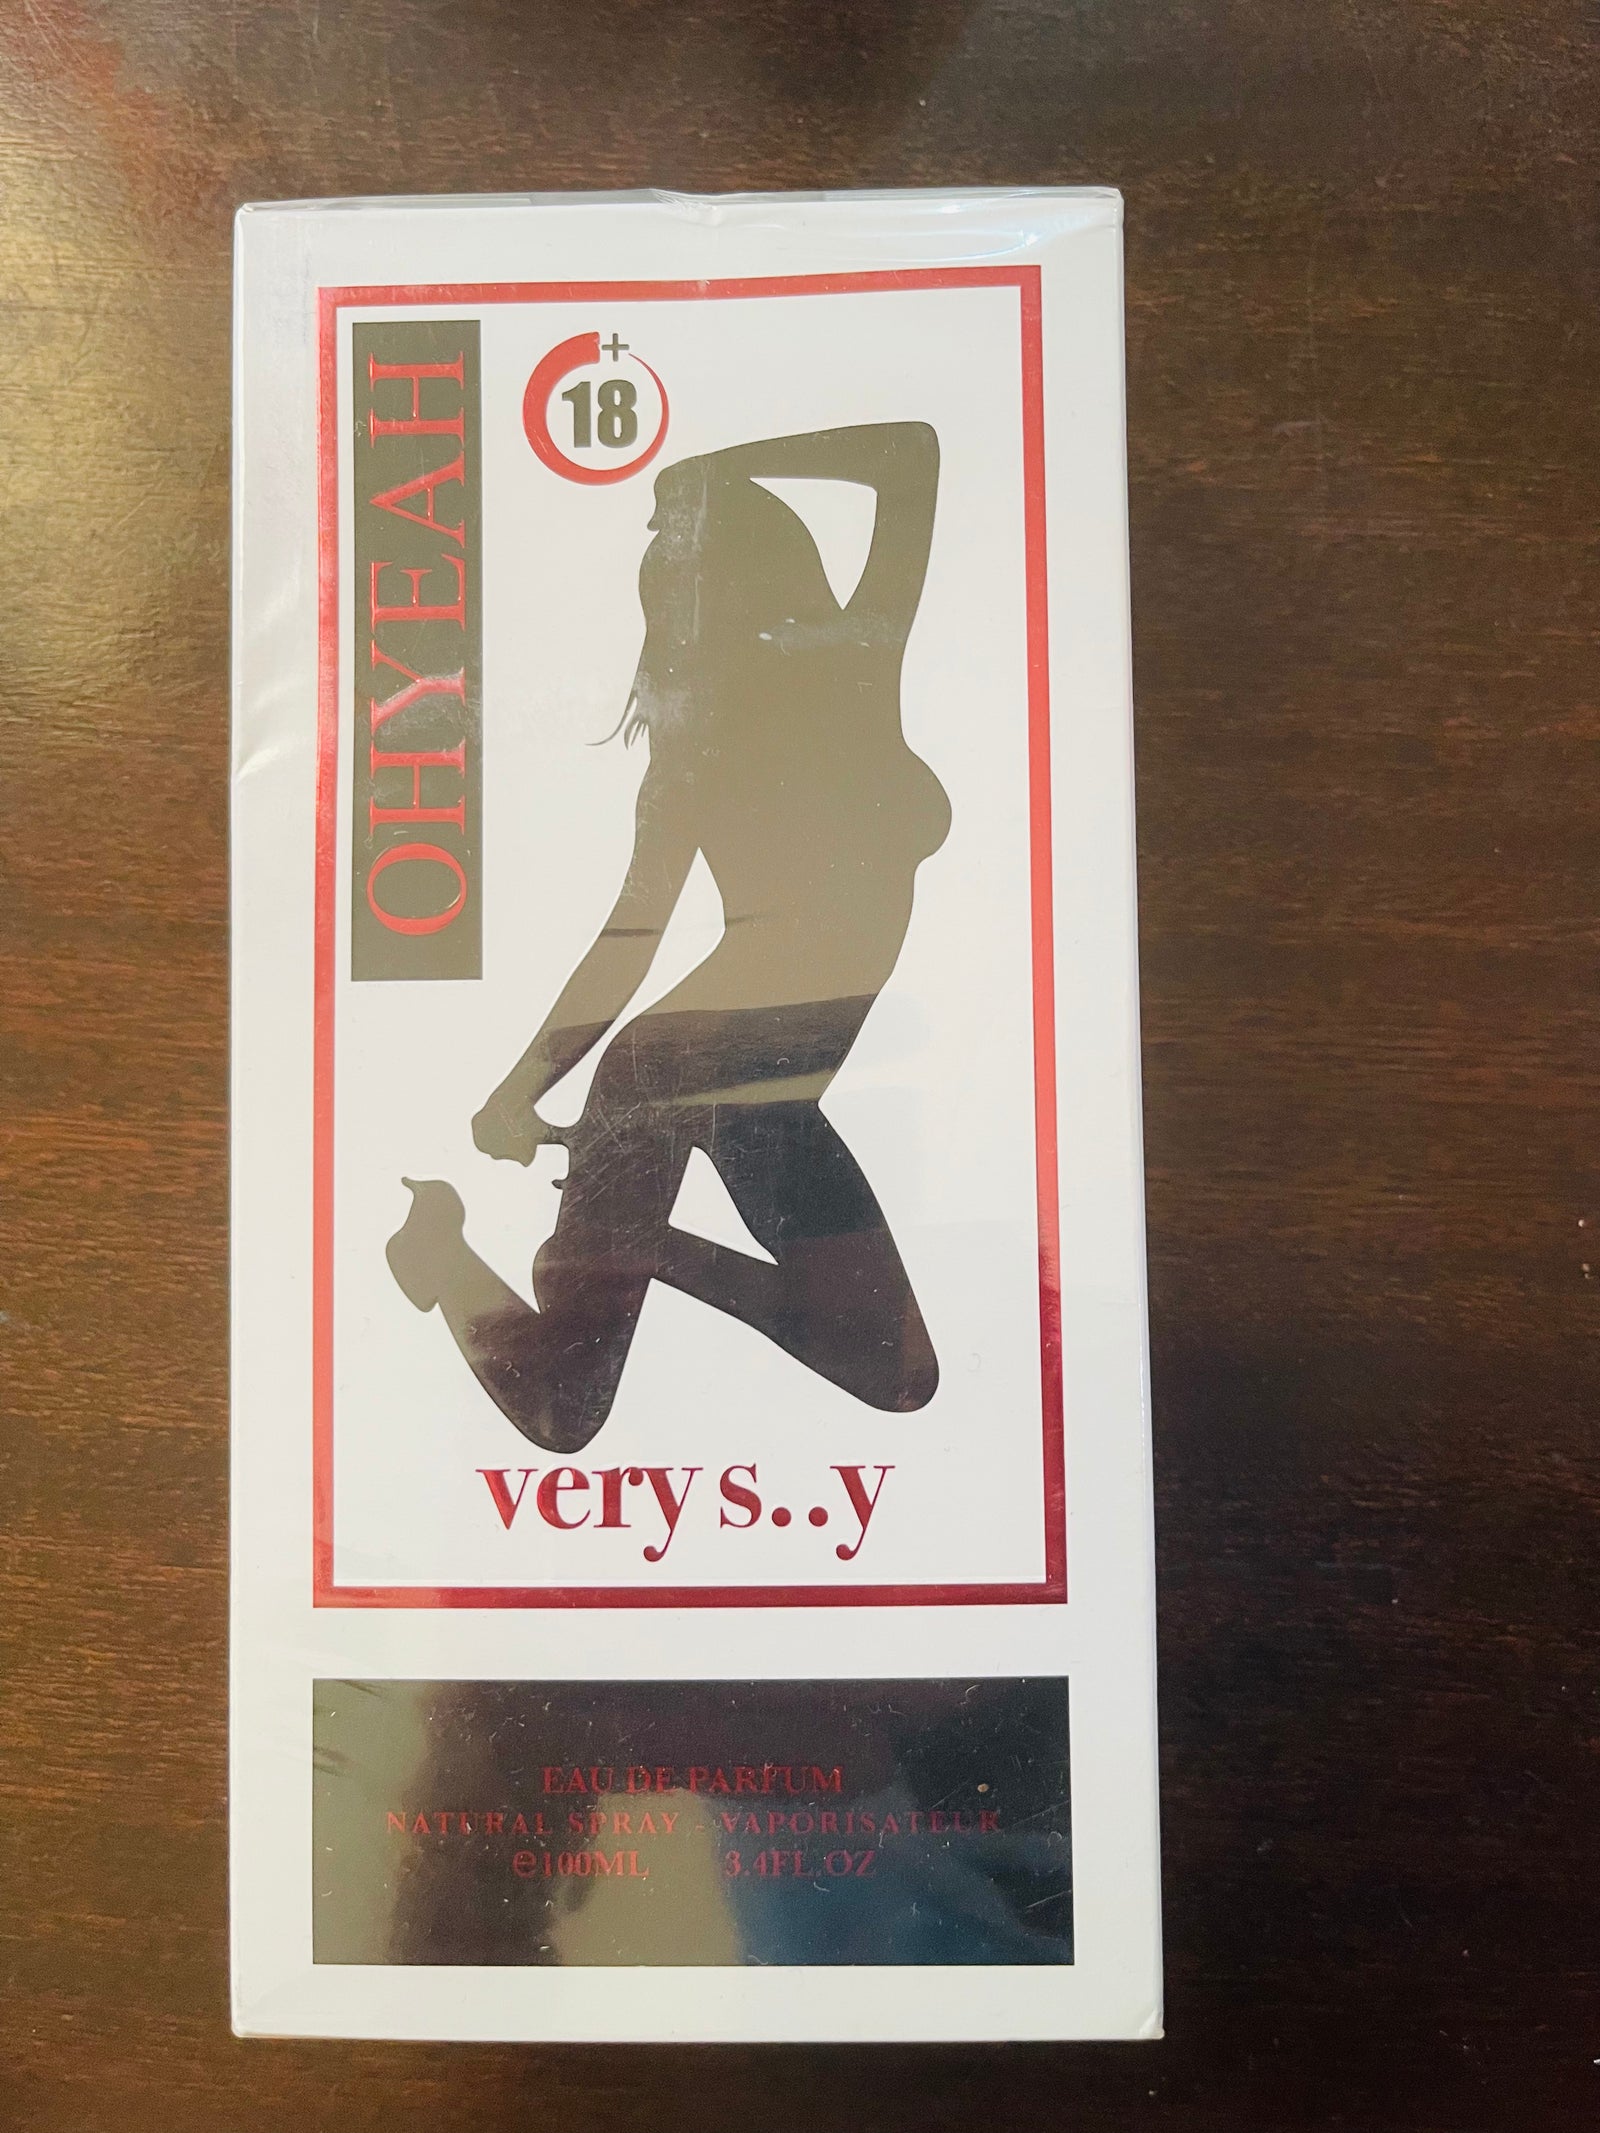 OHYEAH
+
18
very s..y
EAU DE PARFUM
NATURAL SPRAY - VAPORISATEUR
℮100ML 3.4FL.OZ